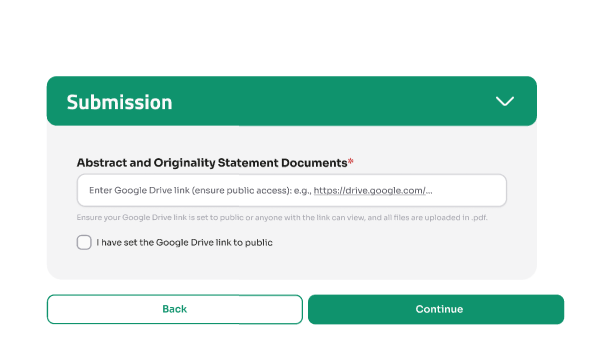 Submission
Abstract and Originality Statement Documents*
Enter Google Drive link (ensure public access): e.g., https://drive.google.com/...
Ensure your Google Drive link is set to public or anyone with the link can view, and all files are uploaded in .pdf.
I have set the Google Drive link to public
Back
Continue